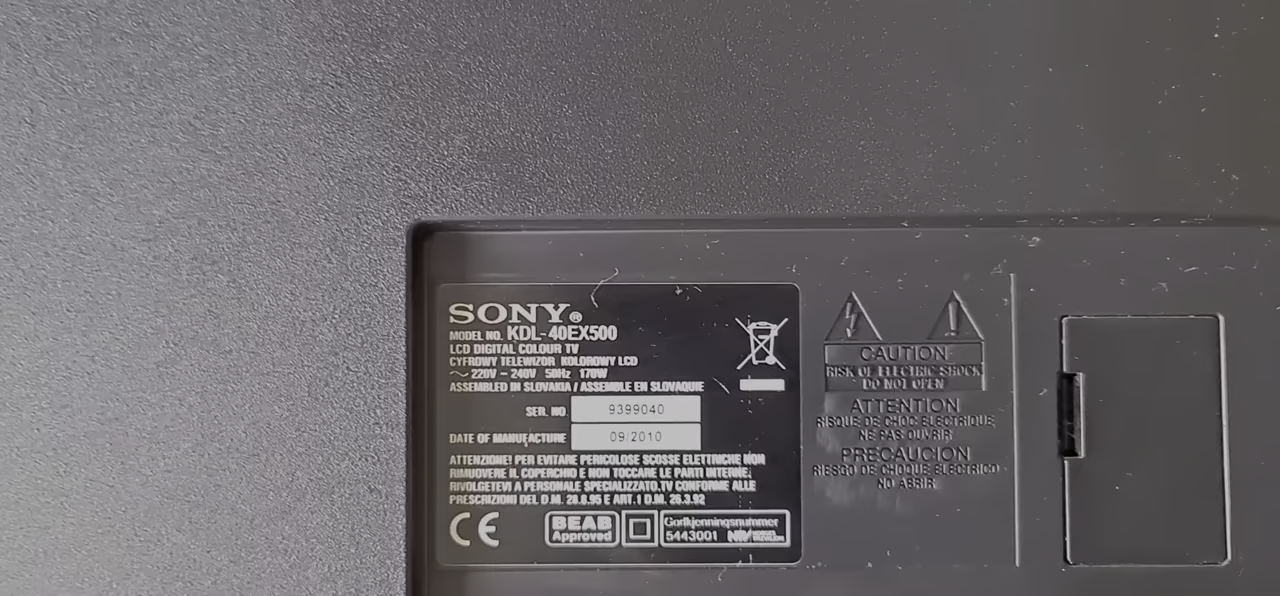 SONY®
MODEL NO. KDL-40EX500
LCD DIGITAL COLOUR TV
CYFROWY TELEWIZOR KOLOROWY LCD
~ 220V - 240V 50Hz 170W
ASSEMBLED IN SLOVAKIA / ASSEMBLE EN SLOVAQUIE
SER. NO. 9399040
DATE OF MANUFACTURE 09/2010
ATTENZIONE! PER EVITARE PERICOLOSE SCOSSE ELETTRICHE NON
RIMUOVERE IL COPERCHIO E NON TOCCARE LE PARTI INTERNE.
RIVOLGETEVI A PERSONALE SPECIALIZZATO.TV CONFORME ALLE
PRESCRIZIONI DEL D.M. 28.8.95 E ART.1 D.M. 26.3.92
CE
BEAB
Approved
Godkjenningsnummer
5443001
CAUTION
RISK OF ELECTRIC SHOCK
DO NOT OPEN
ATTENTION
RISQUE DE CHOC ELECTRIQUE
NE PAS OUVRIR
PRECAUCION
RIESGO DE CHOQUE ELECTRICO
NO ABRIR